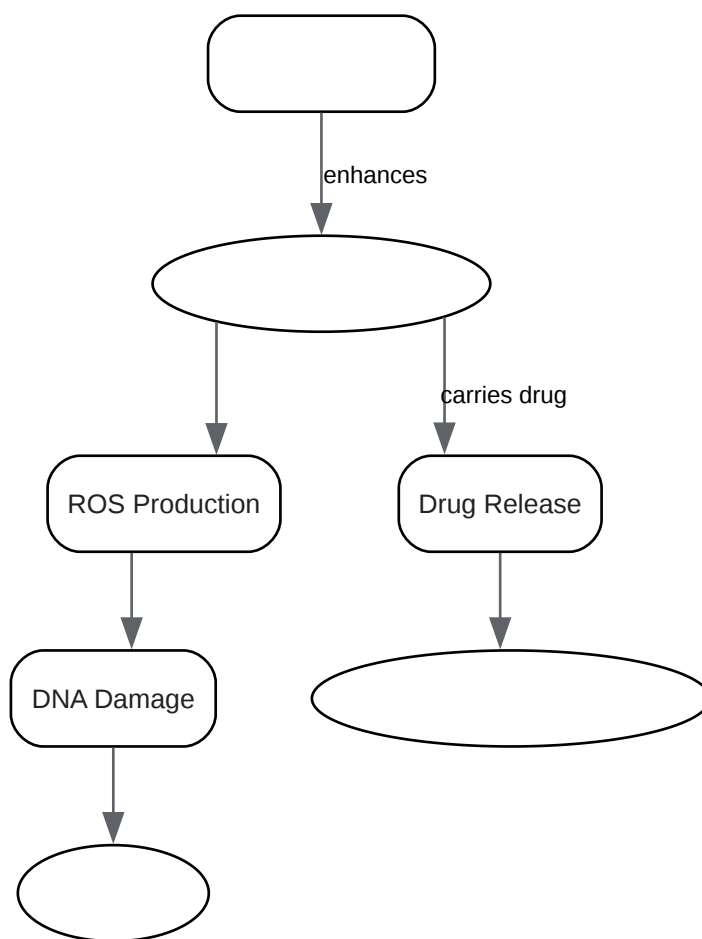 enhances
carries drug
ROS Production
Drug Release
DNA Damage